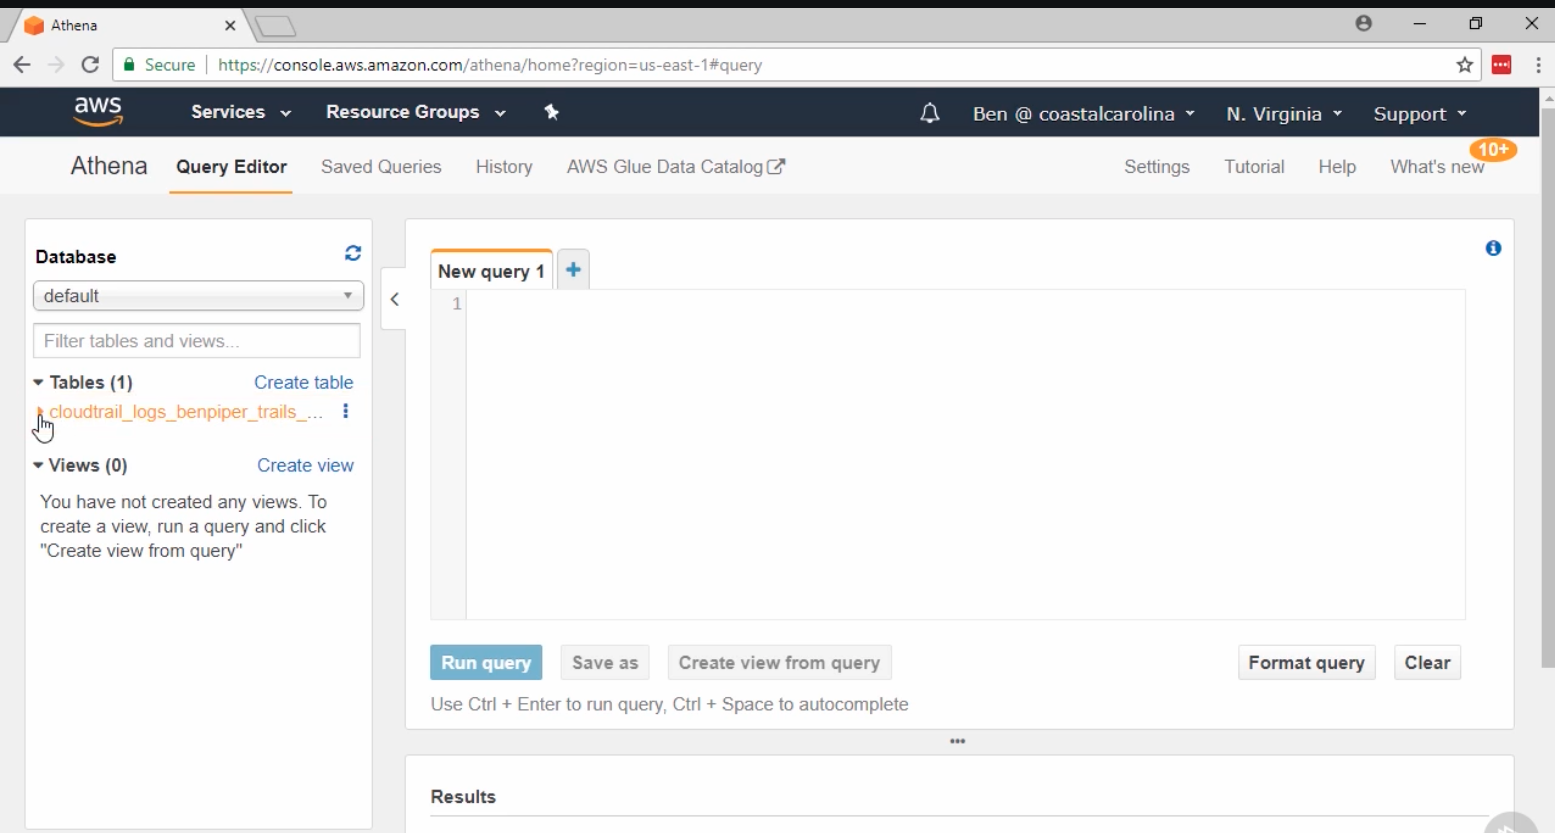 Athena
Secure https://console.aws.amazon.com/athena/home?region=us-east-1#query
aws Services Resource Groups Ben @ coastalcarolina N. Virginia Support
Athena Query Editor Saved Queries History AWS Glue Data Catalog Settings Tutorial Help What's new 10+
Database
default
Filter tables and views...
Tables (1) Create table
cloudtrail_logs_benpiper_trails_...
Views (0) Create view
You have not created any views. To
create a view, run a query and click
"Create view from query"
New query 1 +
1
Run query Save as Create view from query Format query Clear
Use Ctrl + Enter to run query, Ctrl + Space to autocomplete
Results